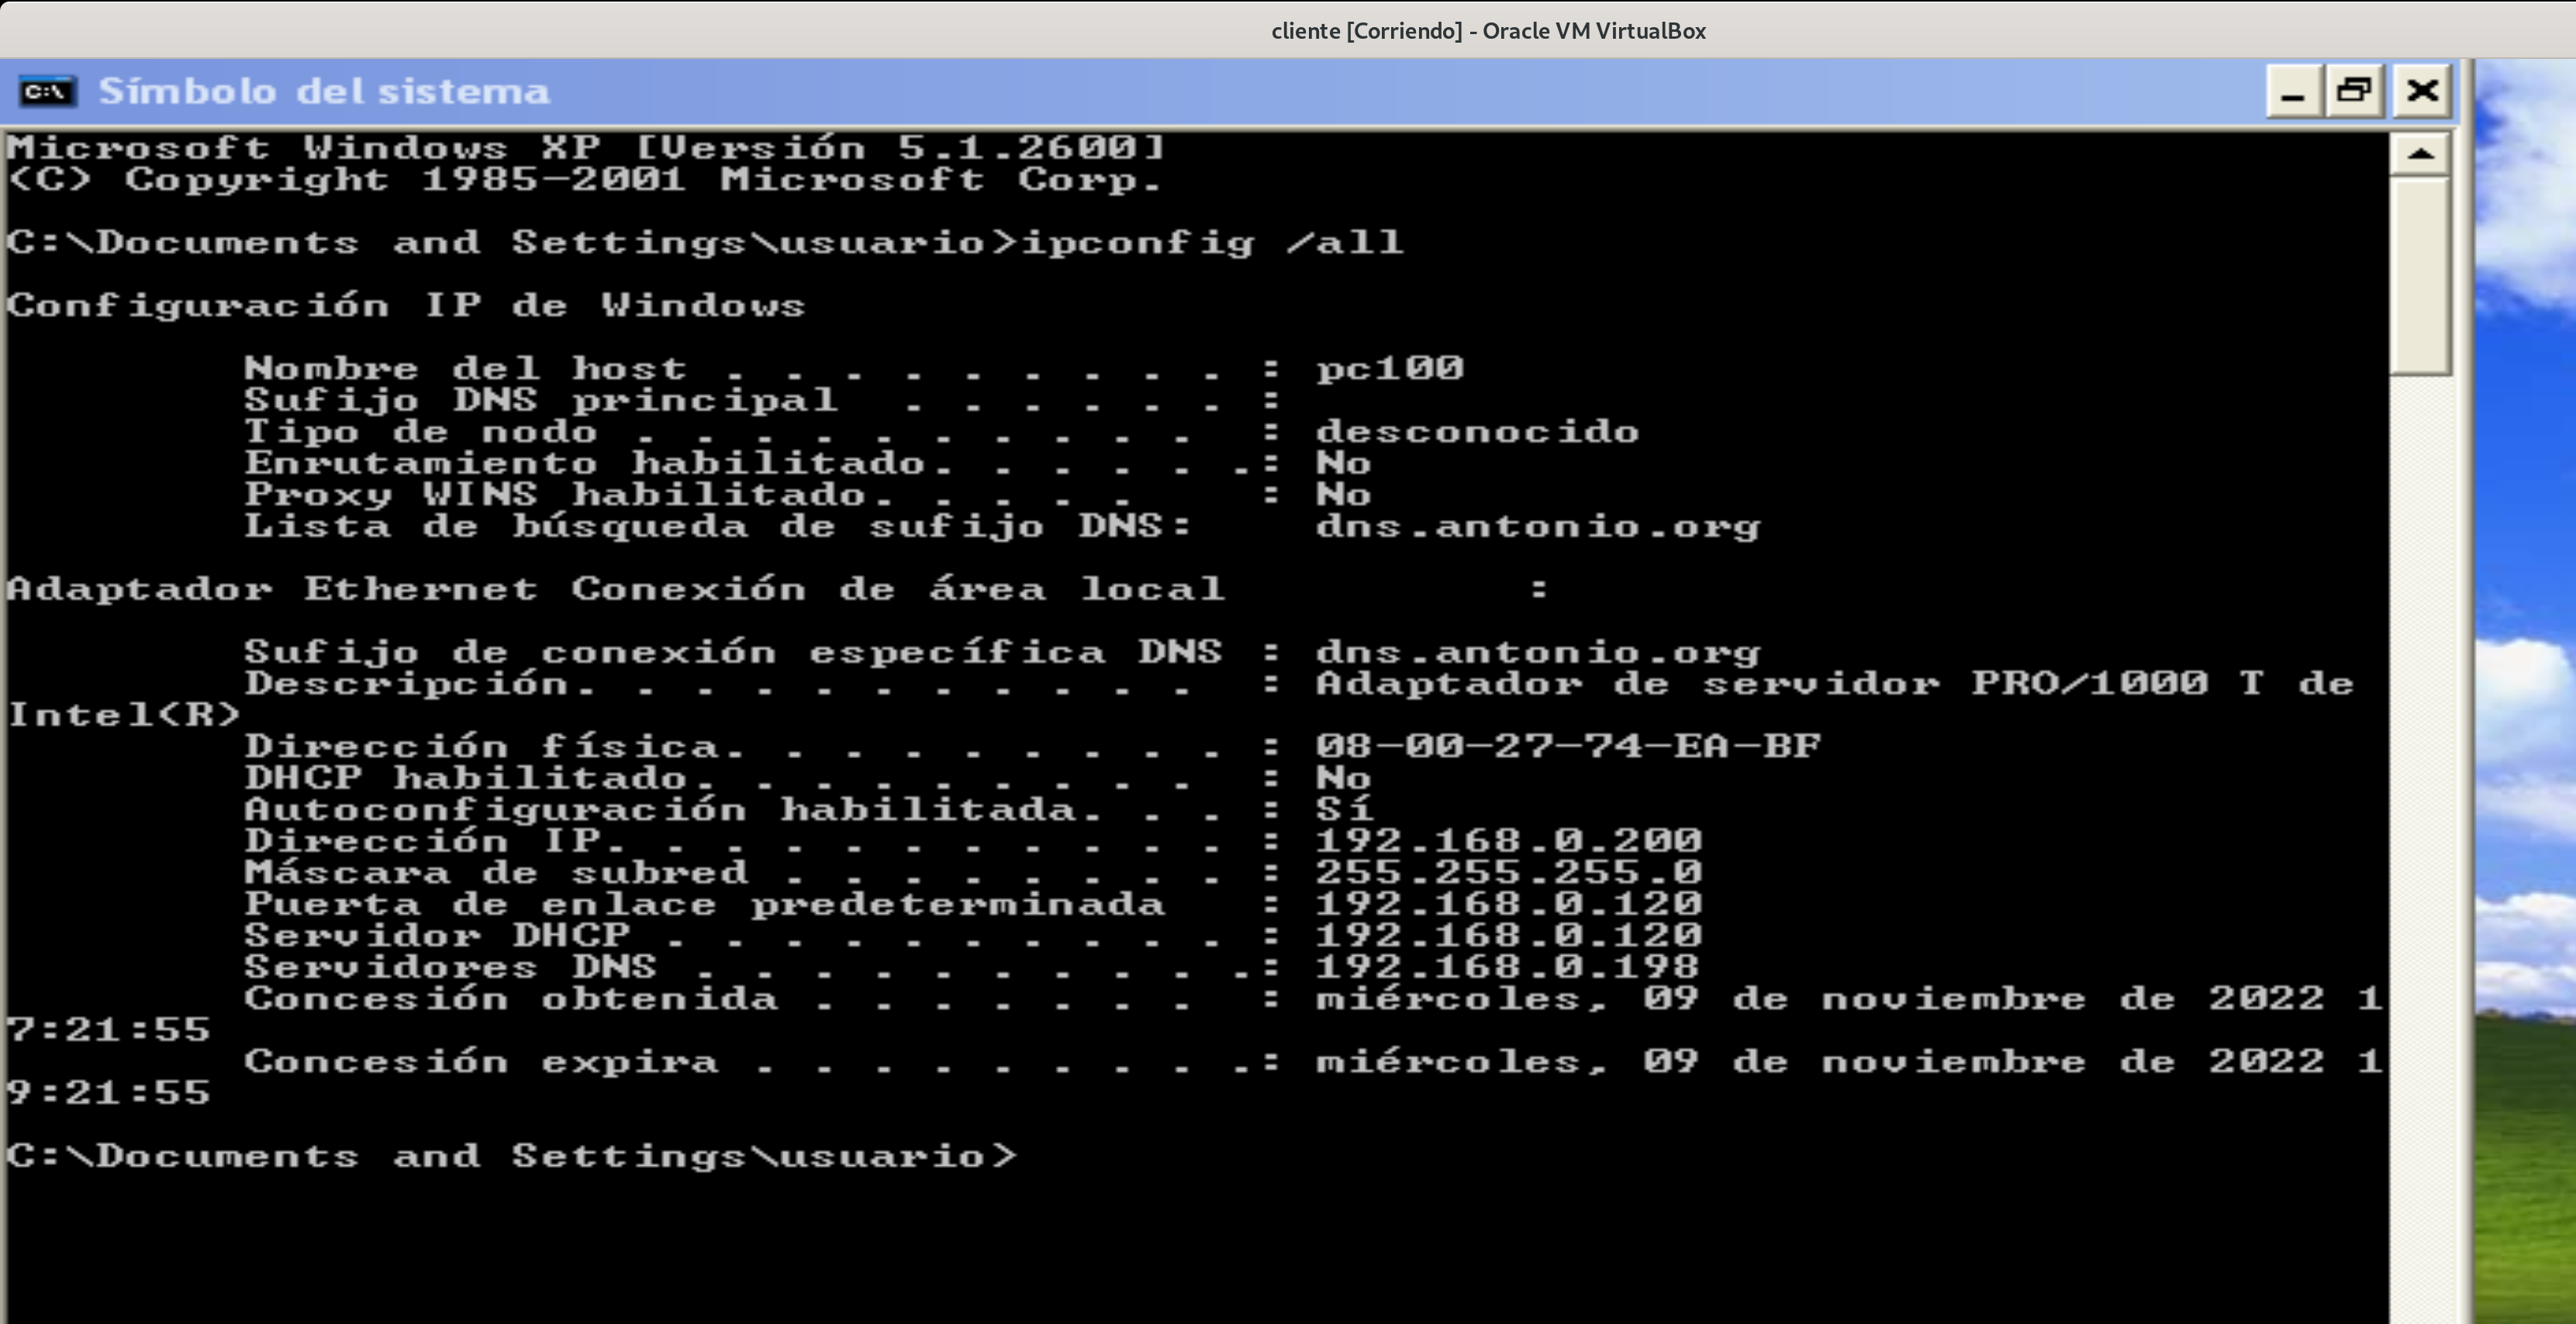 cliente [Corriendo] - Oracle VM VirtualBox
C:\ Símbolo del sistema
Microsoft Windows XP [Versión 5.1.2600]
(C) Copyright 1985-2001 Microsoft Corp.
C:\Documents and Settings\usuario>ipconfig /all
Configuración IP de Windows
Nombre del host . . . . . . . . . : pc100
Sufijo DNS principal  . . . . . . :
Tipo de nodo . . . . . . . . . .  : desconocido
Enrutamiento habilitado. . . . . .: No
Proxy WINS habilitado. . . . .    : No
Lista de búsqueda de sufijo DNS:    dns.antonio.org
Adaptador Ethernet Conexión de área local          :
Sufijo de conexión específica DNS : dns.antonio.org
Descripción. . . . . . . . . . .  : Adaptador de servidor PRO/1000 T de
Intel(R)
Dirección física. . . . . . . . . : 08-00-27-74-EA-BF
DHCP habilitado. . . . . . . . .  : No
Autoconfiguración habilitada. . . : Sí
Dirección IP. . . . . . . . . . . : 192.168.0.200
Máscara de subred . . . . . . . . : 255.255.255.0
Puerta de enlace predeterminada   : 192.168.0.120
Servidor DHCP . . . . . . . . . . : 192.168.0.120
Servidores DNS . . . . . . . . . .: 192.168.0.198
Concesión obtenida . . . . . . .  : miércoles, 09 de noviembre de 2022 1
7:21:55
Concesión expira . . . . . . . . .: miércoles, 09 de noviembre de 2022 1
9:21:55
C:\Documents and Settings\usuario>